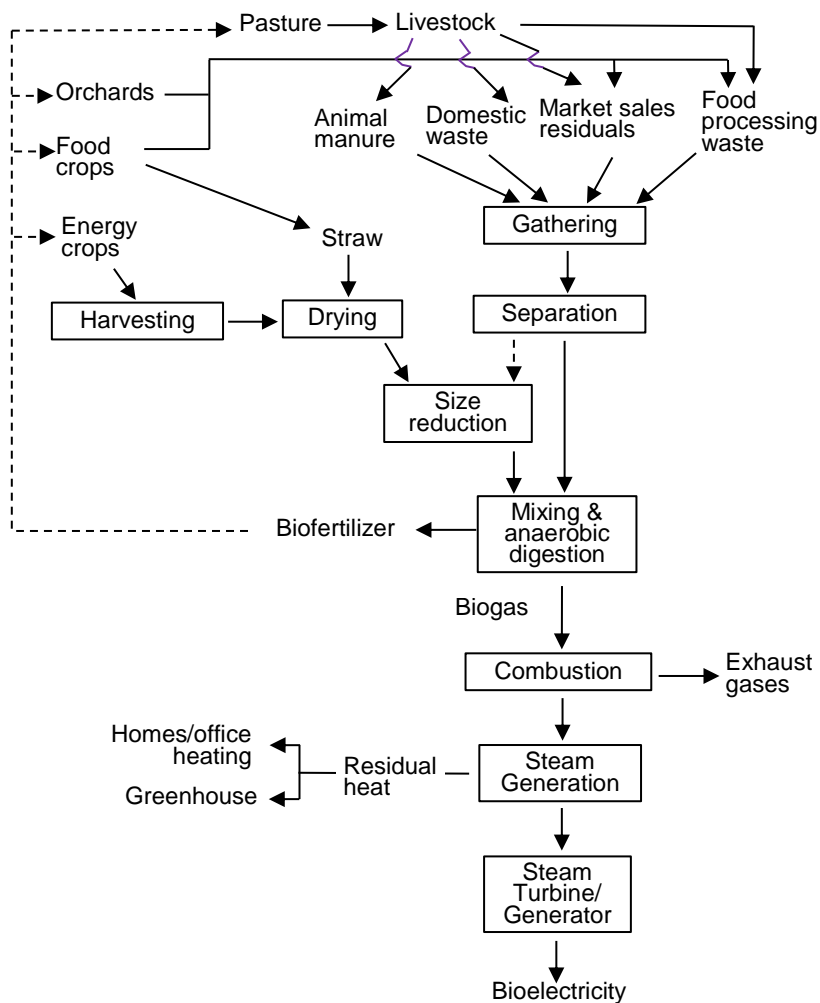 Pasture
Livestock
Orchards
Food
crops
Energy
crops
Animal
manure
Domestic
waste
Market sales
residuals
Food
processing
waste
Straw
Gathering
Harvesting
Drying
Separation
Size
reduction
Biofertilizer
Mixing &
anaerobic
digestion
Biogas
Combustion
Exhaust
gases
Homes/office
heating
Greenhouse
Residual
heat
Steam
Generation
Steam
Turbine/
Generator
Bioelectricity